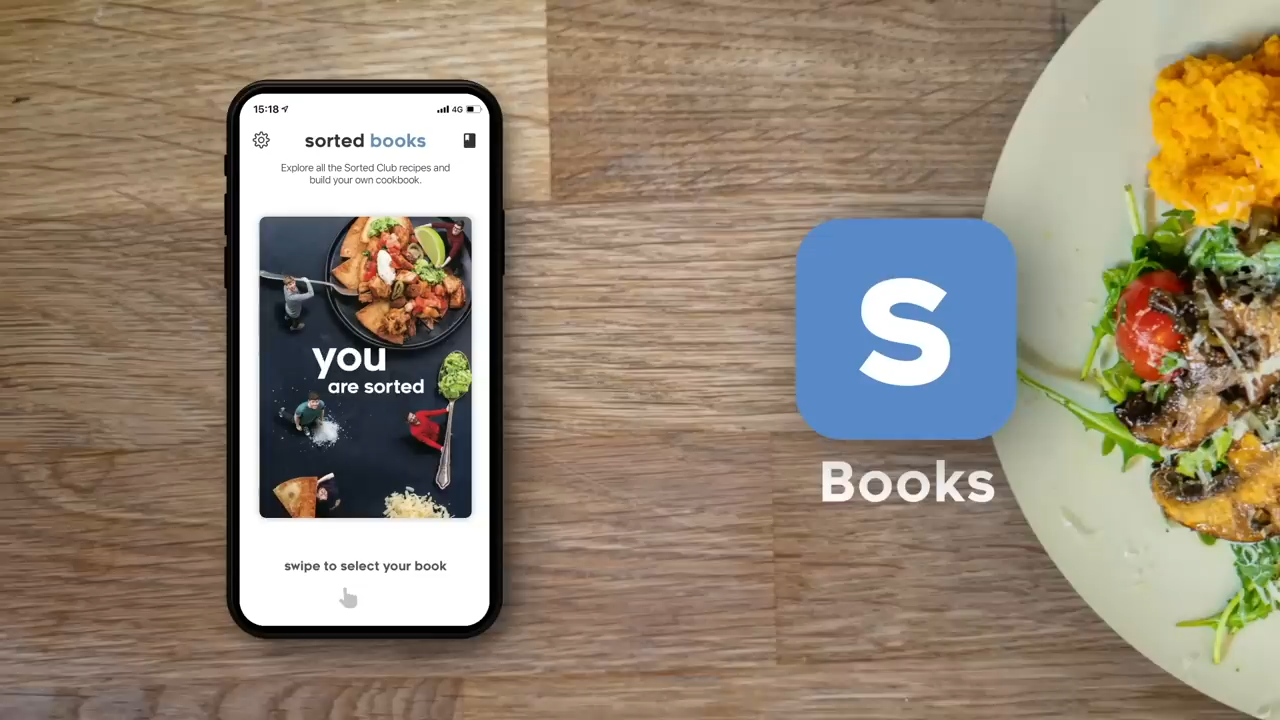 15:18
4G
sorted books
Explore all the Sorted Club recipes and
build your own cookbook.
you
are sorted
swipe to select your book
S
Books